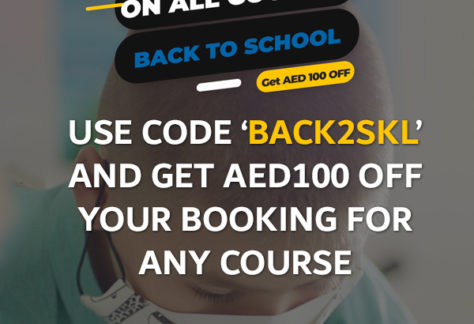 ON ALL
BACK TO SCHOOL
Get AED 100 OFF
USE CODE ‘BACK2SKL’
AND GET AED100 OFF
YOUR BOOKING FOR
ANY COURSE